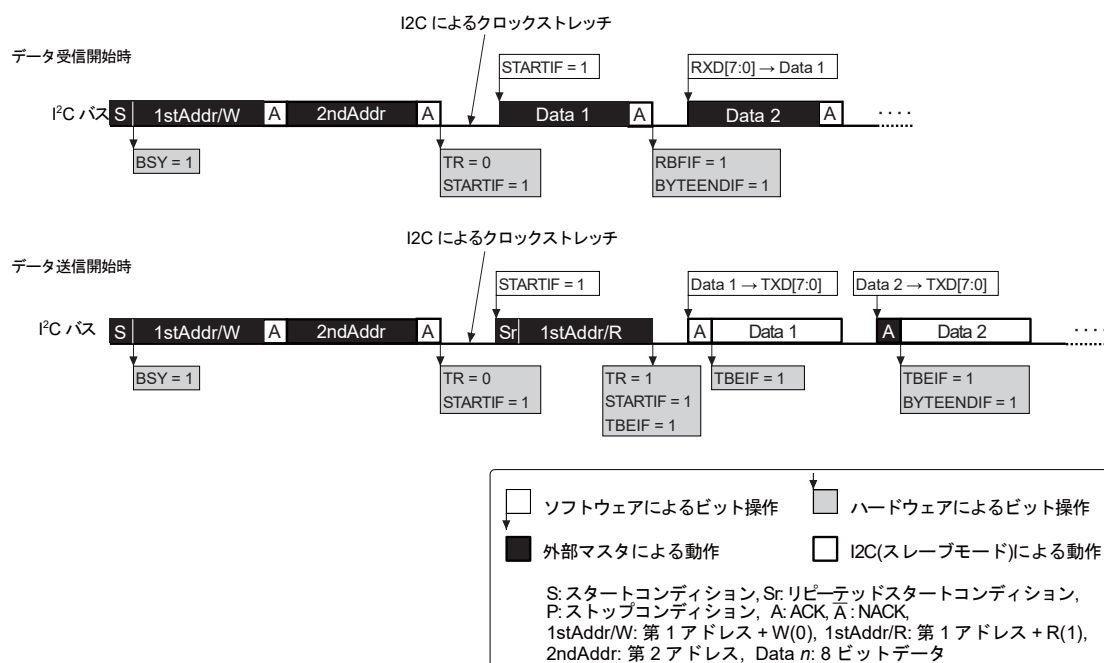 I2C によるクロックストレッチ
データ受信開始時
STARTIF = 1
RXD[7:0] → Data 1
I²C バス S 1stAddr/W A 2ndAddr A Data 1 A Data 2 A ····
BSY = 1
TR = 0
STARTIF = 1
RBFIF = 1
BYTEENDIF = 1
I2C によるクロックストレッチ
データ送信開始時
STARTIF = 1
Data 1 → TXD[7:0]
Data 2 → TXD[7:0]
I²C バス S 1stAddr/W A 2ndAddr A Sr 1stAddr/R A Data 1 A Data 2 ····
BSY = 1
TR = 0
STARTIF = 1
TR = 1
STARTIF = 1
TBEIF = 1
TBEIF = 1
TBEIF = 1
BYTEENDIF = 1
ソフトウェアによるビット操作
ハードウェアによるビット操作
外部マスタによる動作
I2C(スレーブモード)による動作
S: スタートコンディション, Sr: リピーテッドスタートコンディション,
P: ストップコンディション, A: ACK, A̅: NACK,
1stAddr/W: 第 1 アドレス + W(0), 1stAddr/R: 第 1 アドレス + R(1),
2ndAddr: 第 2 アドレス, Data n: 8 ビットデータ